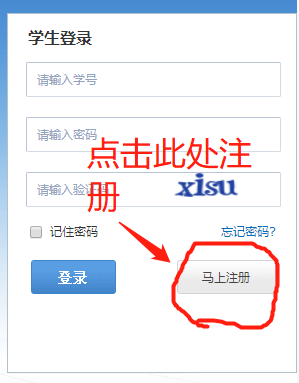 学生登录
请输入学号
请输入密码
点击此处注
册
请输入验证
xisu
记住密码
忘记密码?
登录
马上注册